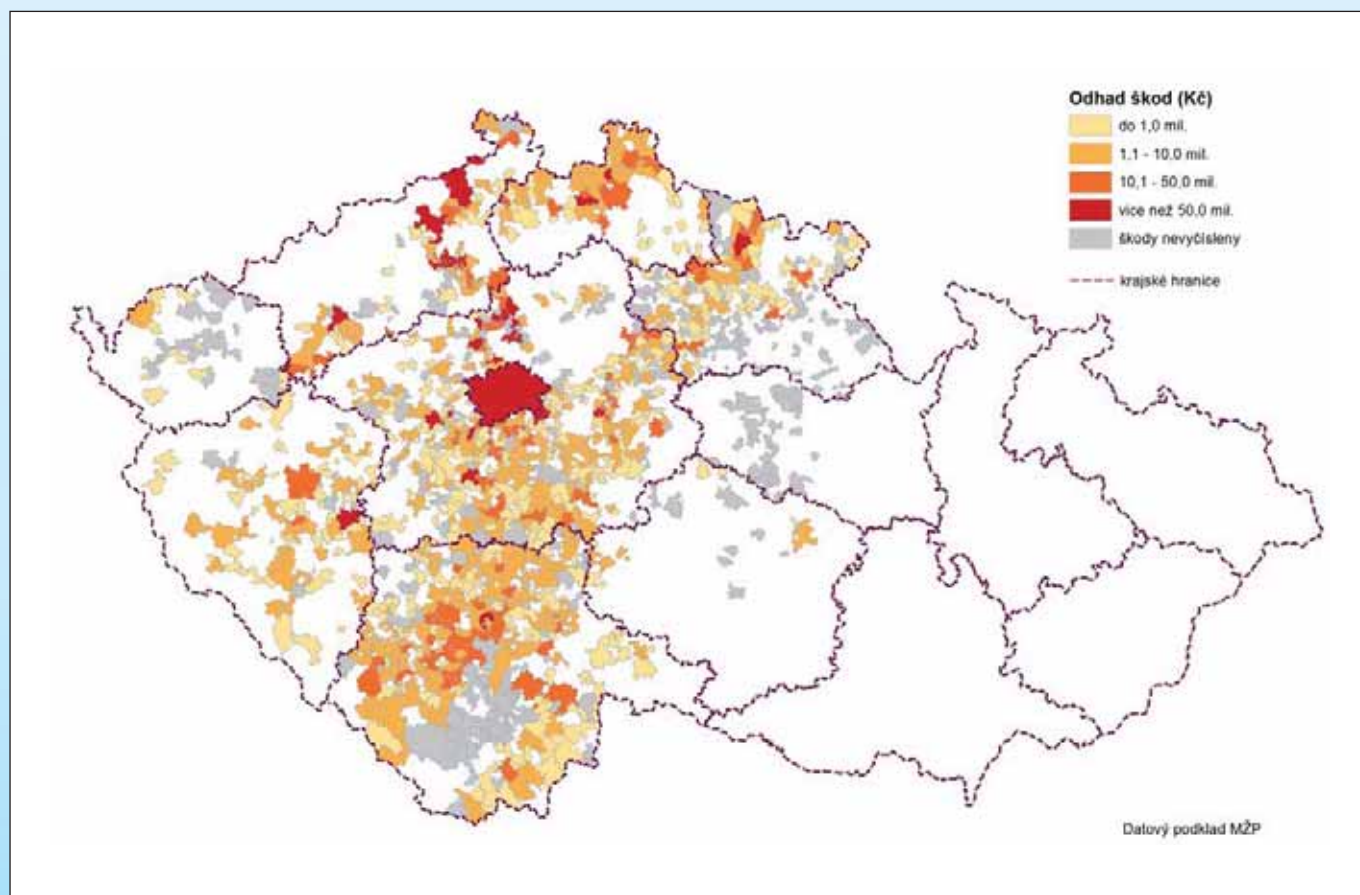 Odhad škod (Kč)
do 1,0 mil.
1,1 - 10,0 mil.
10,1 - 50,0 mil.
více než 50,0 mil.
škody nevyčísleny
krajské hranice
Datový podklad MŽP